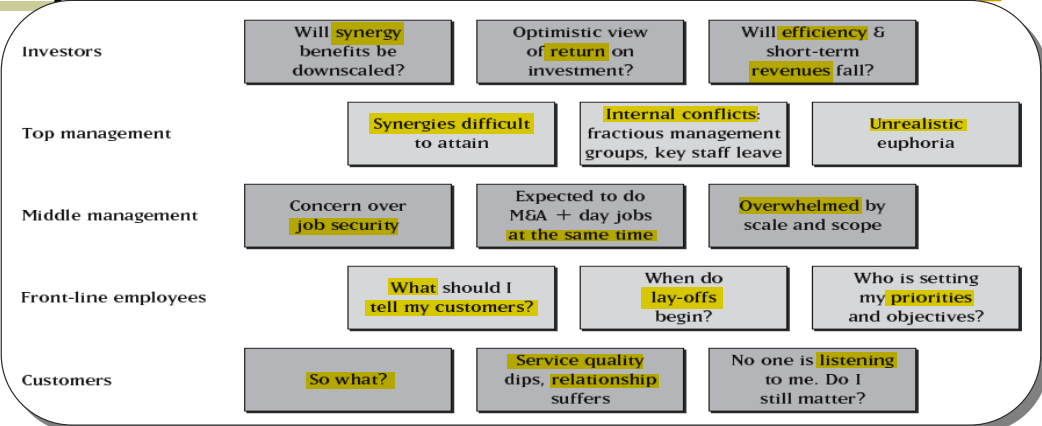 Investors
Will synergy
benefits be
downscaled?
Optimistic view
of return on
investment?
Will efficiency &
short-term
revenues fall?
Top management
Synergies difficult
to attain
Internal conflicts:
fractious management
groups, key staff leave
Unrealistic
euphoria
Middle management
Concern over
job security
Expected to do
M&A + day jobs
at the same time
Overwhelmed by
scale and scope
Front-line employees
What should I
tell my customers?
When do
lay-offs
begin?
Who is setting
my priorities
and objectives?
Customers
So what?
Service quality
dips, relationship
suffers
No one is listening
to me. Do I
still matter?